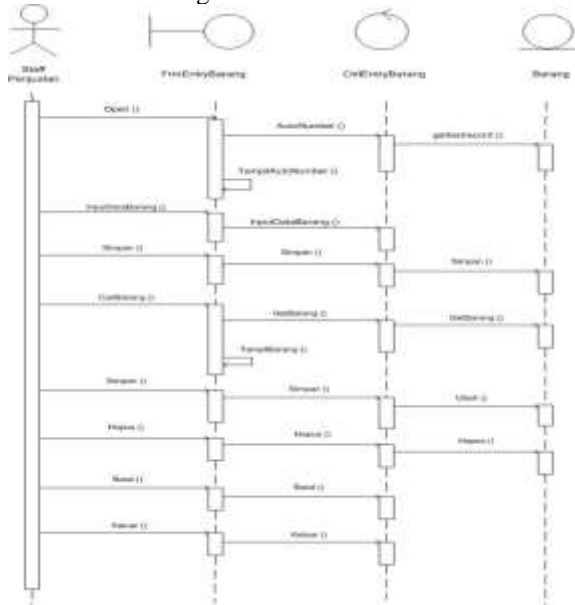 Staff
Penjualan
FrmEntryBarang
CtrlEntryBarang
Barang
Open ()
AutoNumber ()
TampilAutoNumber ()
InputDataBarang ()
InputDataBarang ()
Simpan ()
Simpan ()
Simpan ()
CariBarang ()
GetBarang ()
GetBarang ()
TampilBarang ()
Simpan ()
Simpan ()
Ubah ()
Hapus ()
Hapus ()
Hapus ()
Batal ()
Batal ()
Keluar ()
Keluar ()